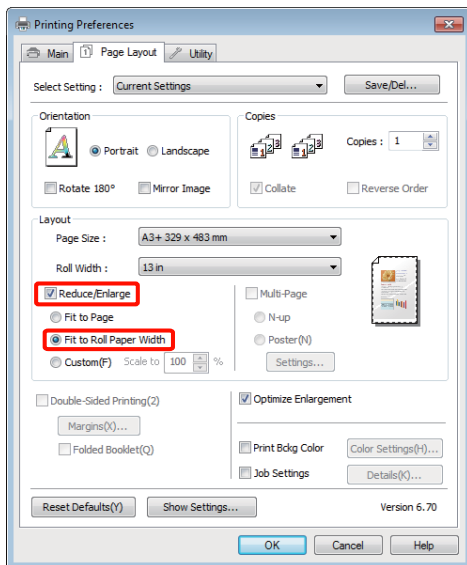 Printing Preferences
Main Page Layout Utility
Select Setting : Current Settings Save/Del...
Orientation Copies
Portrait Landscape Copies : 1
Rotate 180° Mirror Image Collate Reverse Order
Layout
Page Size : A3+ 329 x 483 mm
Roll Width : 13 in
Reduce/Enlarge Multi-Page
Fit to Page N-up
Fit to Roll Paper Width Poster(N)
Custom(F) Scale to 100 % Settings...
Double-Sided Printing(2) Optimize Enlargement
Margins(X)...
Folded Booklet(Q) Print Bckg Color Color Settings(H)...
Job Settings Details(K)...
Reset Defaults(Y) Show Settings... Version 6.70
OK Cancel Help